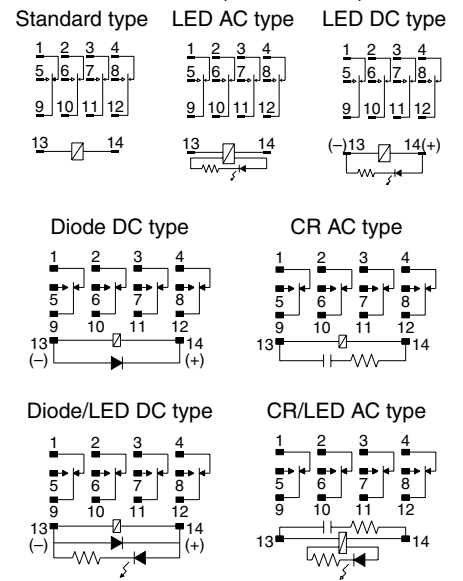 Standard type LED AC type LED DC type
1 2 3 4 1 2 3 4 1 2 3 4
5 6 7 8 5 6 7 8 5 6 7 8
9 10 11 12 9 10 11 12 9 10 11 12
13 14 13 14 (−)13 14(+)
Diode DC type CR AC type
1 2 3 4 1 2 3 4
5 6 7 8 5 6 7 8
9 10 11 12 9 10 11 12
13 14 13 14
(−) (+)
Diode/LED DC type CR/LED AC type
1 2 3 4 1 2 3 4
5 6 7 8 5 6 7 8
9 10 11 12 9 10 11 12
13 14 13 14
(−) (+)